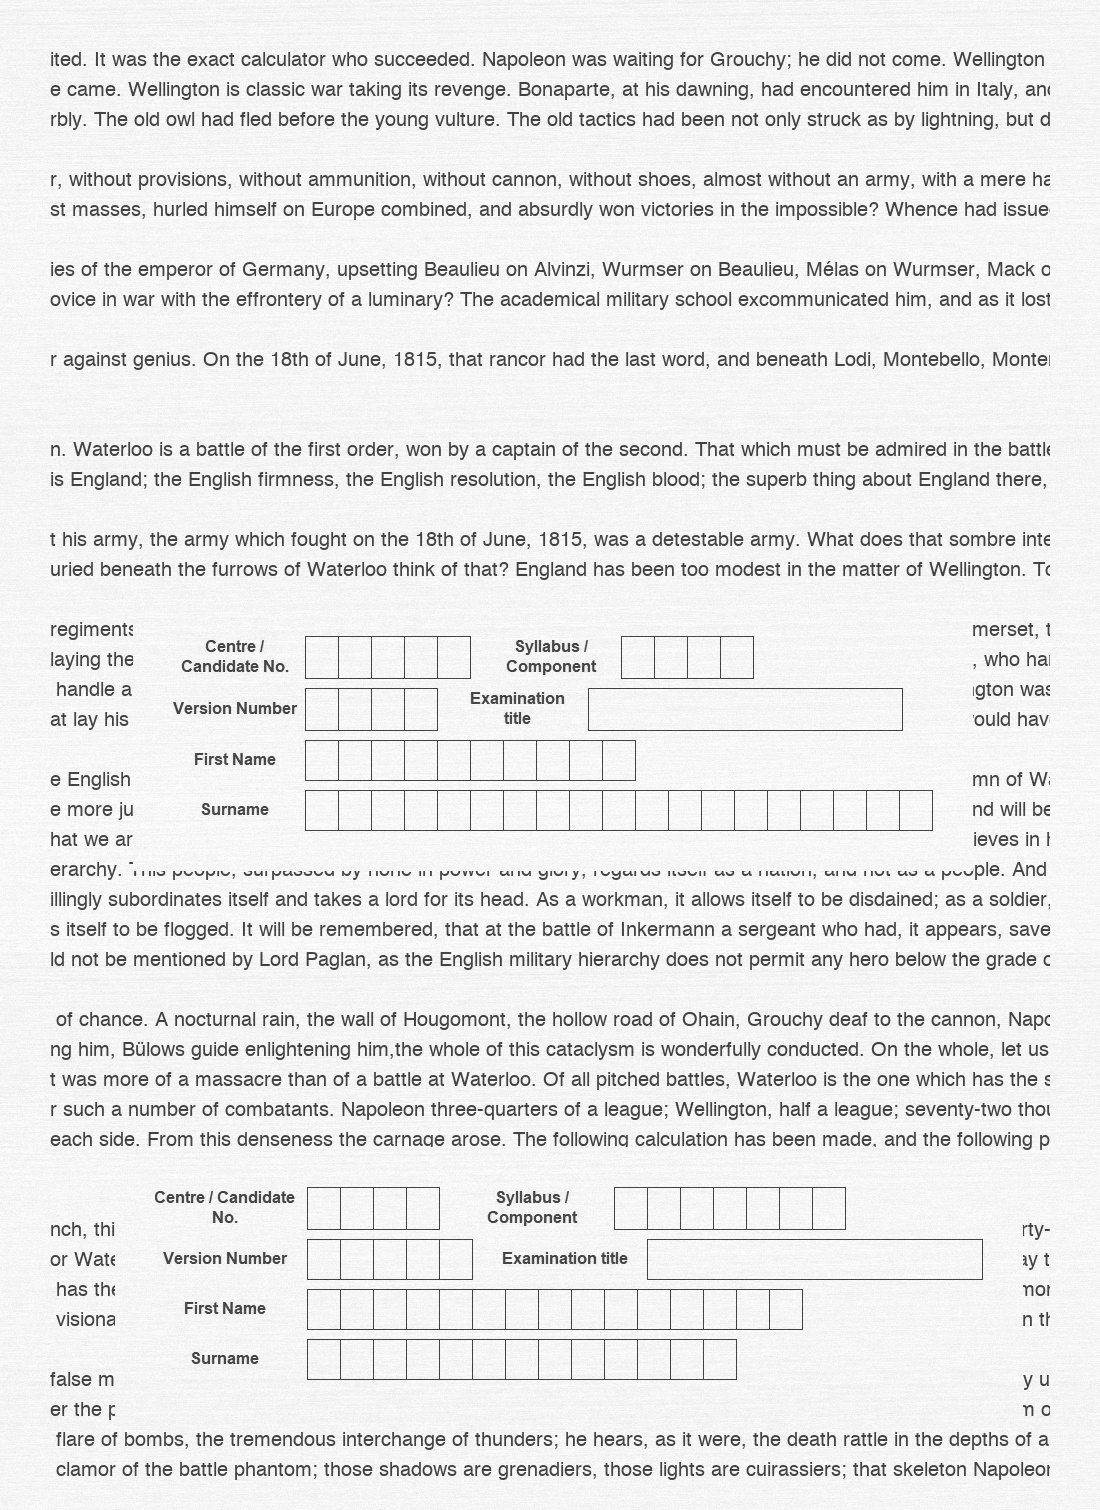 ited. It was the exact calculator who succeeded. Napoleon was waiting for Grouchy; he did not come. Wellington
e came. Wellington is classic war taking its revenge. Bonaparte, at his dawning, had encountered him in Italy, and
rbly. The old owl had fled before the young vulture. The old tactics had been not only struck as by lightning, but d
r, without provisions, without ammunition, without cannon, without shoes, almost without an army, with a mere ha
st masses, hurled himself on Europe combined, and absurdly won victories in the impossible? Whence had issue
ies of the emperor of Germany, upsetting Beaulieu on Alvinzi, Wurmser on Beaulieu, Mélas on Wurmser, Mack o
ovice in war with the effrontery of a luminary? The academical military school excommunicated him, and as it lost
r against genius. On the 18th of June, 1815, that rancor had the last word, and beneath Lodi, Montebello, Monte
n. Waterloo is a battle of the first order, won by a captain of the second. That which must be admired in the battle
is England; the English firmness, the English resolution, the English blood; the superb thing about England there,
t his army, the army which fought on the 18th of June, 1815, was a detestable army. What does that sombre inte
uried beneath the furrows of Waterloo think of that? England has been too modest in the matter of Wellington. To
regiments merset, t
laying the , who ha
handle a ngton was
at lay his ould hav
Centre / Candidate No. Syllabus / Component
Version Number Examination title
First Name
Surname
e English mn of Wa
e more ju nd will be
hat we ar ieves in h
erarchy. This people, surpassed by none in power and glory, regards itself as a nation, and not as a people. And
illingly subordinates itself and takes a lord for its head. As a workman, it allows itself to be disdained; as a soldier,
s itself to be flogged. It will be remembered, that at the battle of Inkermann a sergeant who had, it appears, save
ld not be mentioned by Lord Paglan, as the English military hierarchy does not permit any hero below the grade o
of chance. A nocturnal rain, the wall of Hougomont, the hollow road of Ohain, Grouchy deaf to the cannon, Napo
ng him, Bülows guide enlightening him,the whole of this cataclysm is wonderfully conducted. On the whole, let us
t was more of a massacre than of a battle at Waterloo. Of all pitched battles, Waterloo is the one which has the s
r such a number of combatants. Napoleon three-quarters of a league; Wellington, half a league; seventy-two thou
each side. From this denseness the carnage arose. The following calculation has been made, and the following p
Centre / Candidate No. Syllabus / Component
Version Number Examination title
First Name
Surname
nch, thi rty-
or Wate ay t
has the mor
visiona n th
false m y u
er the p m o
flare of bombs, the tremendous interchange of thunders; he hears, as it were, the death rattle in the depths of a
clamor of the battle phantom; those shadows are grenadiers, those lights are cuirassiers; that skeleton Napoleon